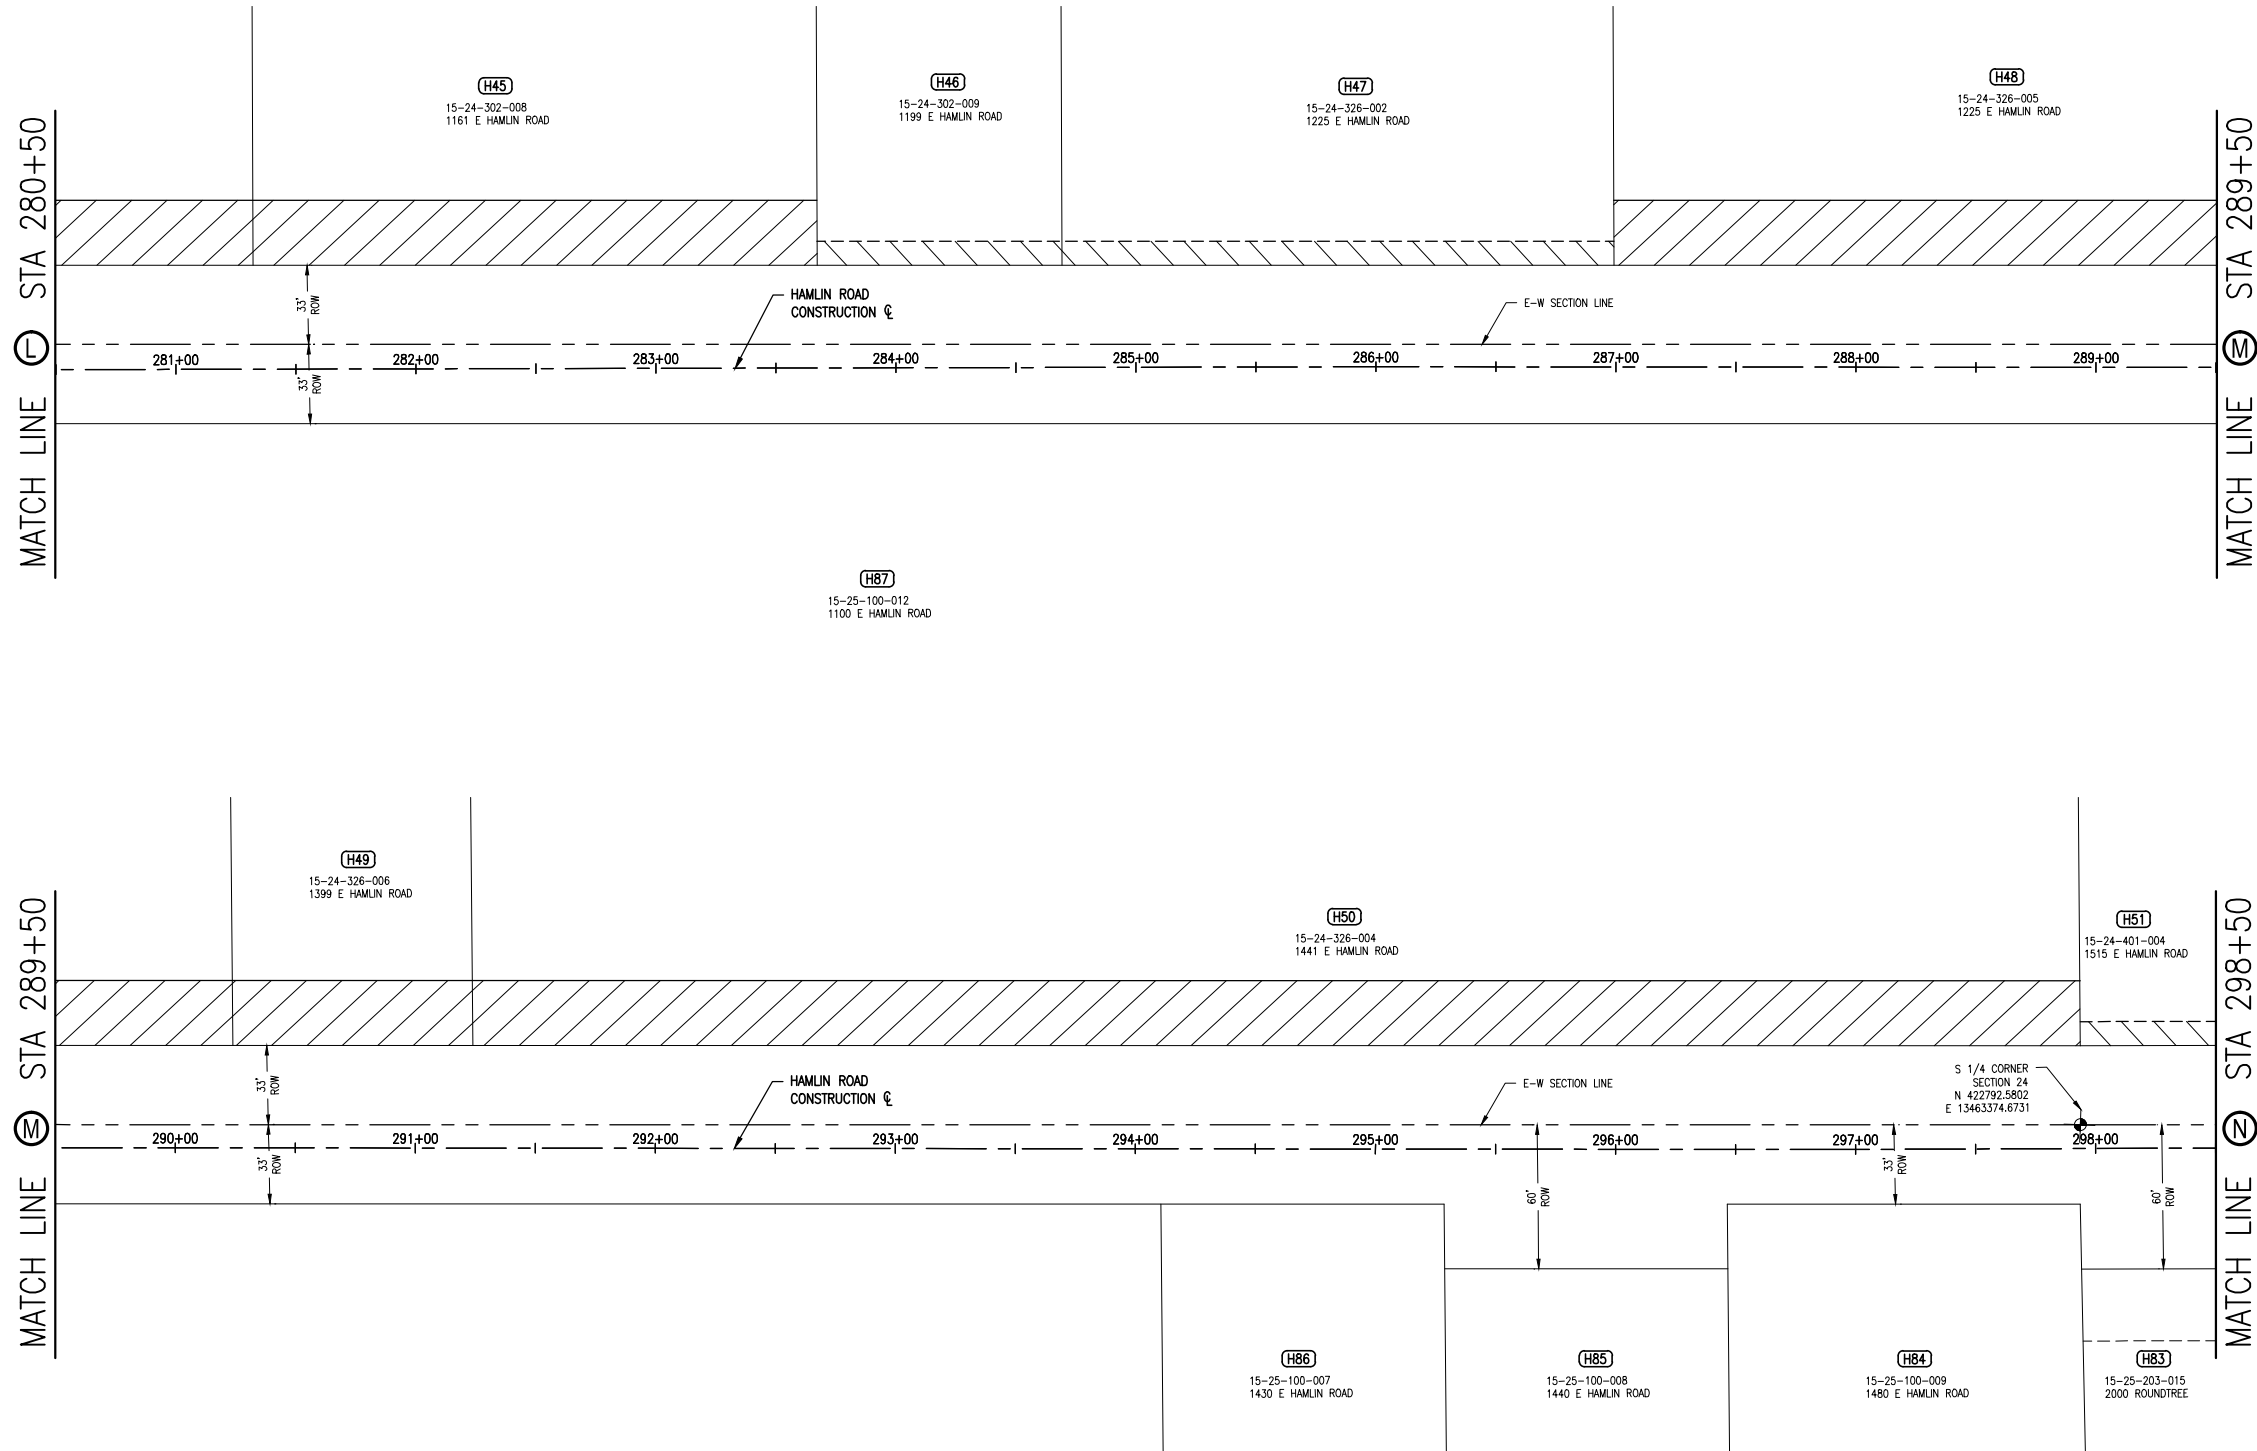 H45
15-24-302-008
1161 E HAMLIN ROAD
H46
15-24-302-009
1199 E HAMLIN ROAD
H47
15-24-326-002
1225 E HAMLIN ROAD
H48
15-24-326-005
1225 E HAMLIN ROAD
MATCH LINE L STA 280+50
MATCH LINE M STA 289+50
33'
ROW
33'
ROW
HAMLIN ROAD
CONSTRUCTION ℄
E-W SECTION LINE
281+00 282+00 283+00 284+00 285+00 286+00 287+00 288+00 289+00
H87
15-25-100-012
1100 E HAMLIN ROAD
H49
15-24-326-006
1399 E HAMLIN ROAD
H50
15-24-326-004
1441 E HAMLIN ROAD
H51
15-24-401-004
1515 E HAMLIN ROAD
MATCH LINE M STA 289+50
MATCH LINE N STA 298+50
33'
ROW
33'
ROW
HAMLIN ROAD
CONSTRUCTION ℄
E-W SECTION LINE
S 1/4 CORNER
SECTION 24
N 422792.5802
E 13463374.6731
290+00 291+00 292+00 293+00 294+00 295+00 296+00 297+00 298+00
60'
ROW
33'
ROW
60'
ROW
H86
15-25-100-007
1430 E HAMLIN ROAD
H85
15-25-100-008
1440 E HAMLIN ROAD
H84
15-25-100-009
1480 E HAMLIN ROAD
H83
15-25-203-015
2000 ROUNDTREE